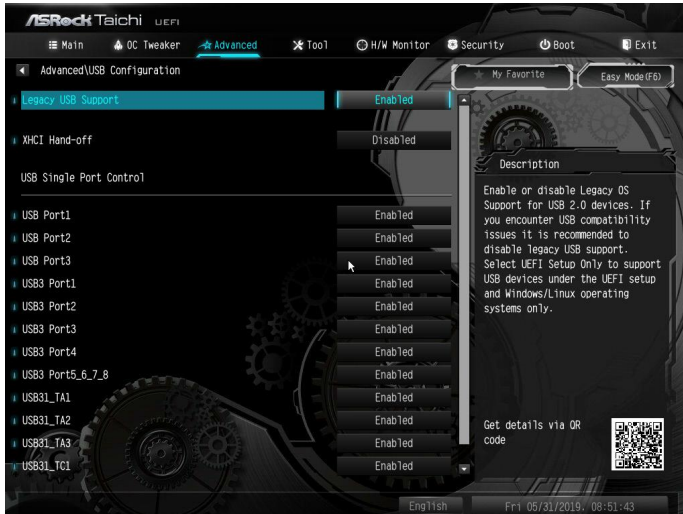 ASRock Taichi UEFI
Main OC Tweaker Advanced Tool H/W Monitor Security Boot Exit
Advanced\USB Configuration
My Favorite
Easy Mode(F6)
Legacy USB Support Enabled
XHCI Hand-off Disabled
USB Single Port Control
USB Port1 Enabled
USB Port2 Enabled
USB Port3 Enabled
USB3 Port1 Enabled
USB3 Port2 Enabled
USB3 Port3 Enabled
USB3 Port4 Enabled
USB3 Port5_6_7_8 Enabled
USB31_TA1 Enabled
USB31_TA2 Enabled
USB31_TA3 Enabled
USB31_TC1 Enabled
Description
Enable or disable Legacy OS
Support for USB 2.0 devices. If
you encounter USB compatibility
issues it is recommended to
disable legacy USB support.
Select UEFI Setup Only to support
USB devices under the UEFI setup
and Windows/Linux operating
systems only.
Get details via QR
code
English
Fri 05/31/2019, 08:51:43